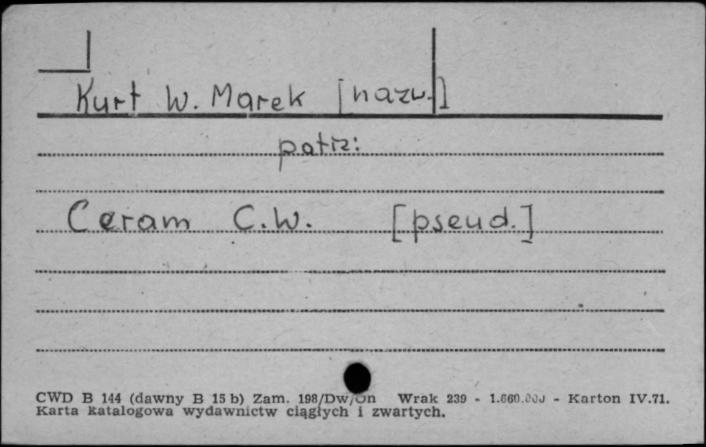 Kurt W. Marek [nazw.]
patrz:
Ceram C.W. [pseud.]
CWD B 144 (dawny B 15 b) Zam. 198/Dw/On Wrak 239 - 1.660.000 - Karton IV.71.
Karta katalogowa wydawnictw ciągłych i zwartych.